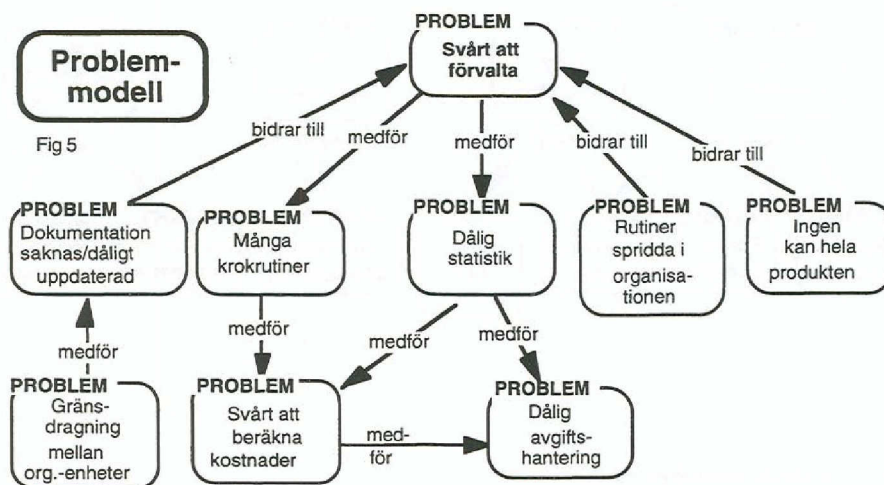 Problem-
modell
Fig 5
PROBLEM
Svårt att
förvalta
bidrar till
medför
medför
bidrar till
bidrar till
PROBLEM
Dokumentation
saknas/dåligt
uppdaterad
PROBLEM
Många
krokrutiner
PROBLEM
Dålig
statistik
PROBLEM
Rutiner
spridda i
organisa-
tionen
PROBLEM
Ingen
kan hela
produkten
medför
medför
medför
medför
PROBLEM
Gräns-
dragning
mellan
org.-enheter
PROBLEM
Svårt att
beräkna
kostnader
med-
för
PROBLEM
Dålig
avgifts-
hantering